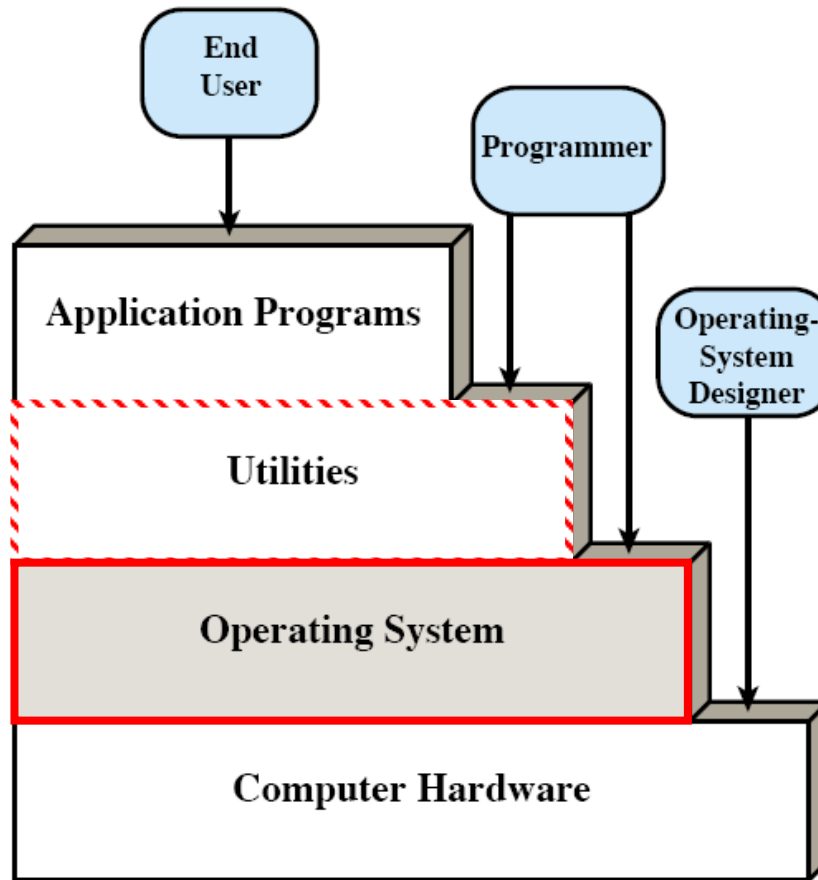 End
User
Programmer
Application Programs
Operating-
System
Designer
Utilities
Operating System
Computer Hardware